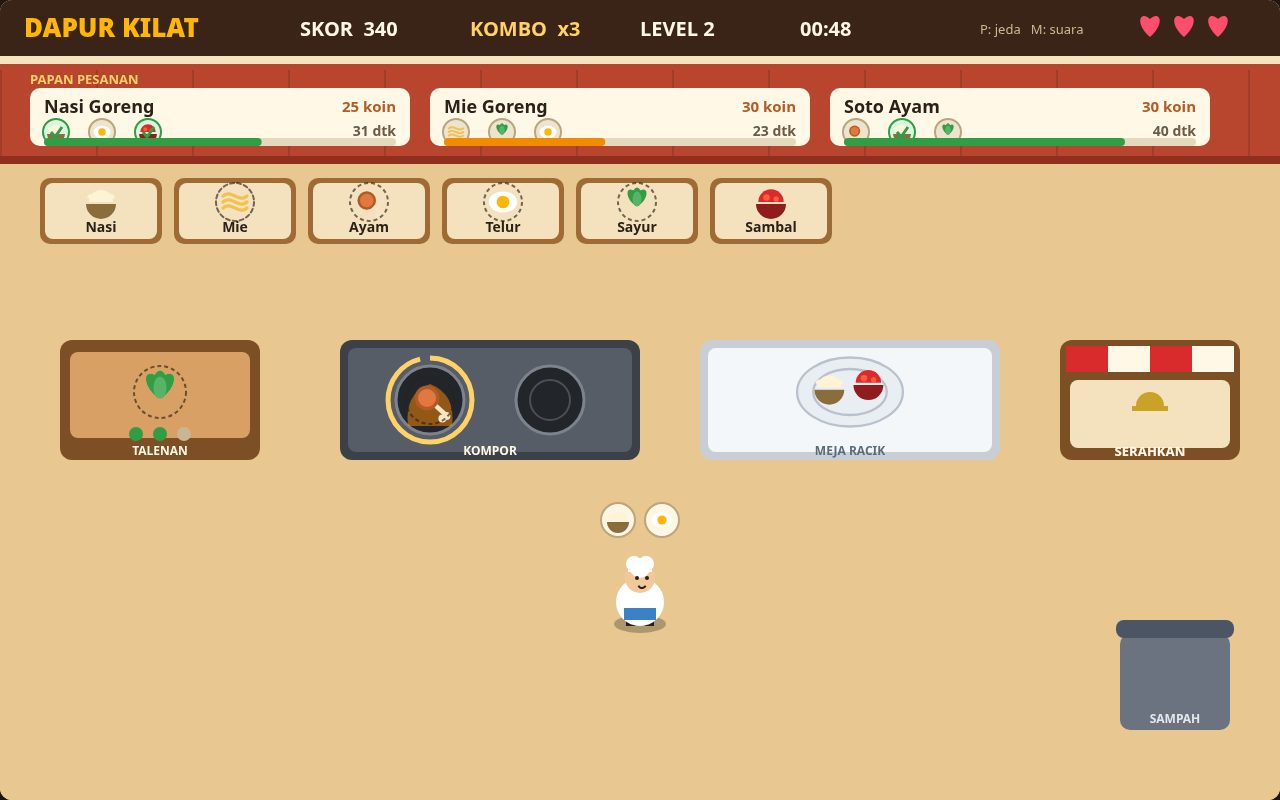 DAPUR KILAT SKOR 340 KOMBO x3 LEVEL 2 00:48 P: jeda M: suara
PAPAN PESANAN
Nasi Goreng 25 koin
31 dtk
Mie Goreng 30 koin
23 dtk
Soto Ayam 30 koin
40 dtk
Nasi Mie Ayam Telur Sayur Sambal
TALENAN KOMPOR MEJA RACIK SERAHKAN
SAMPAH